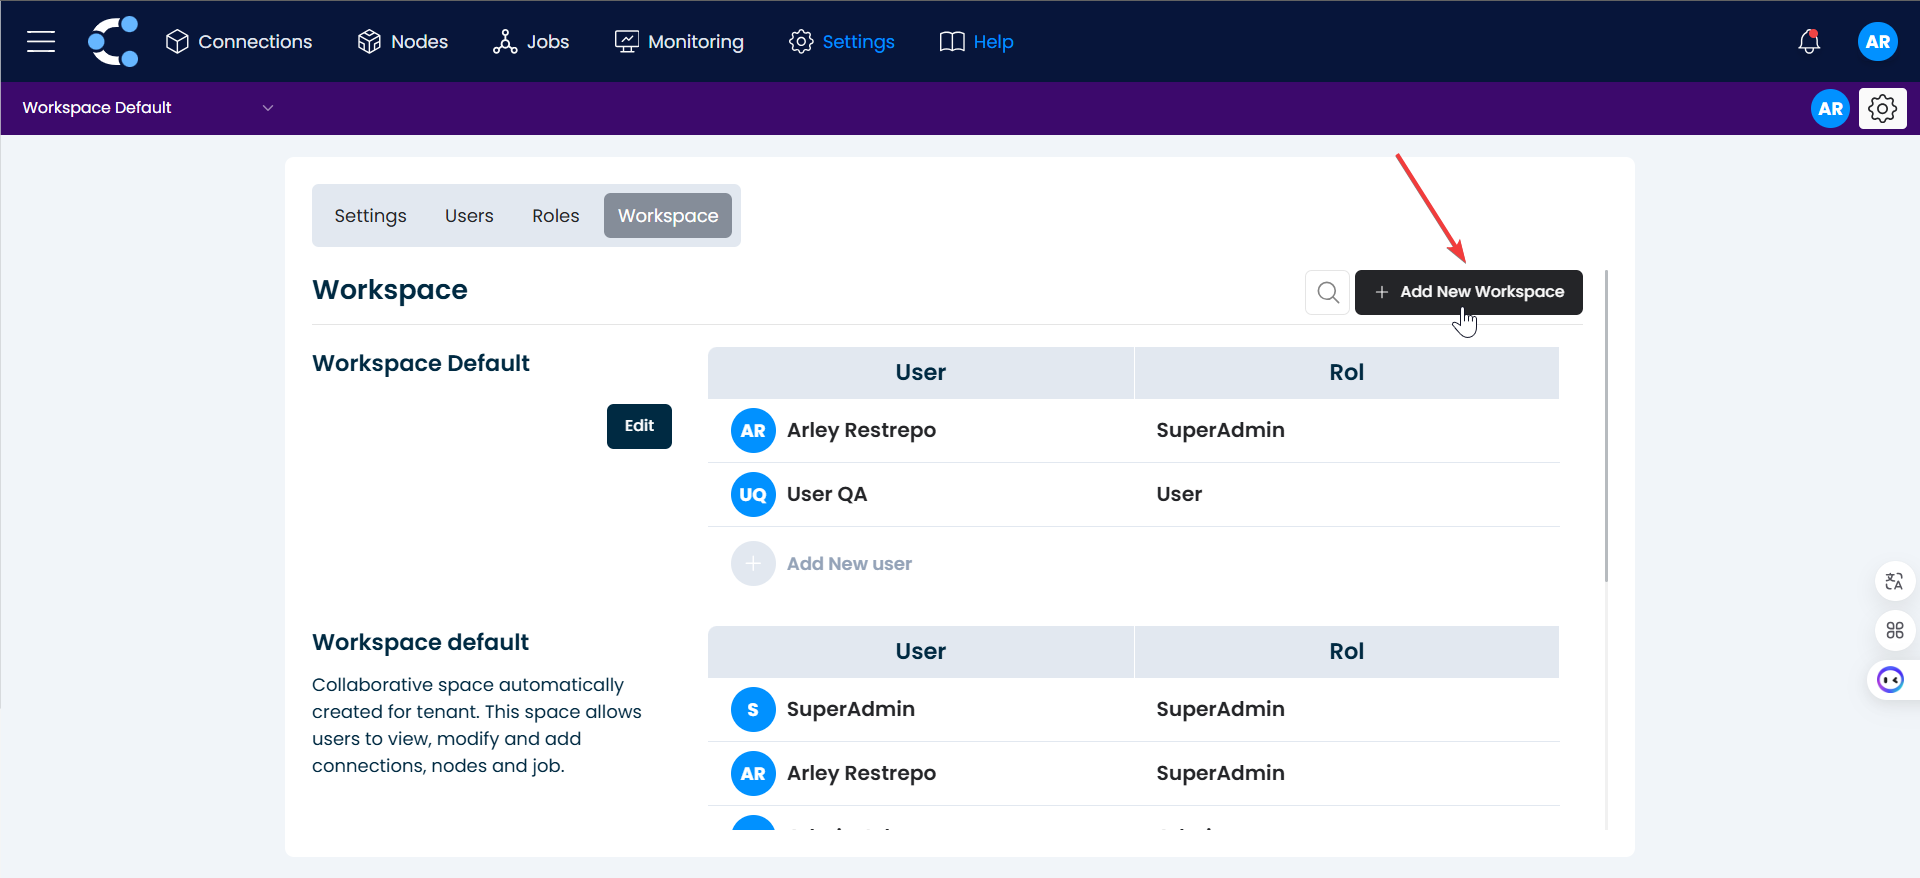 Connections Nodes Jobs Monitoring Settings Help AR
Workspace Default AR
Settings Users Roles Workspace
Workspace
+ Add New Workspace
Workspace Default
User Rol
Edit
AR Arley Restrepo SuperAdmin
UQ User QA User
+ Add New user
Workspace default
Collaborative space automatically
created for tenant. This space allows
users to view, modify and add
connections, nodes and job.
User Rol
S SuperAdmin SuperAdmin
AR Arley Restrepo SuperAdmin